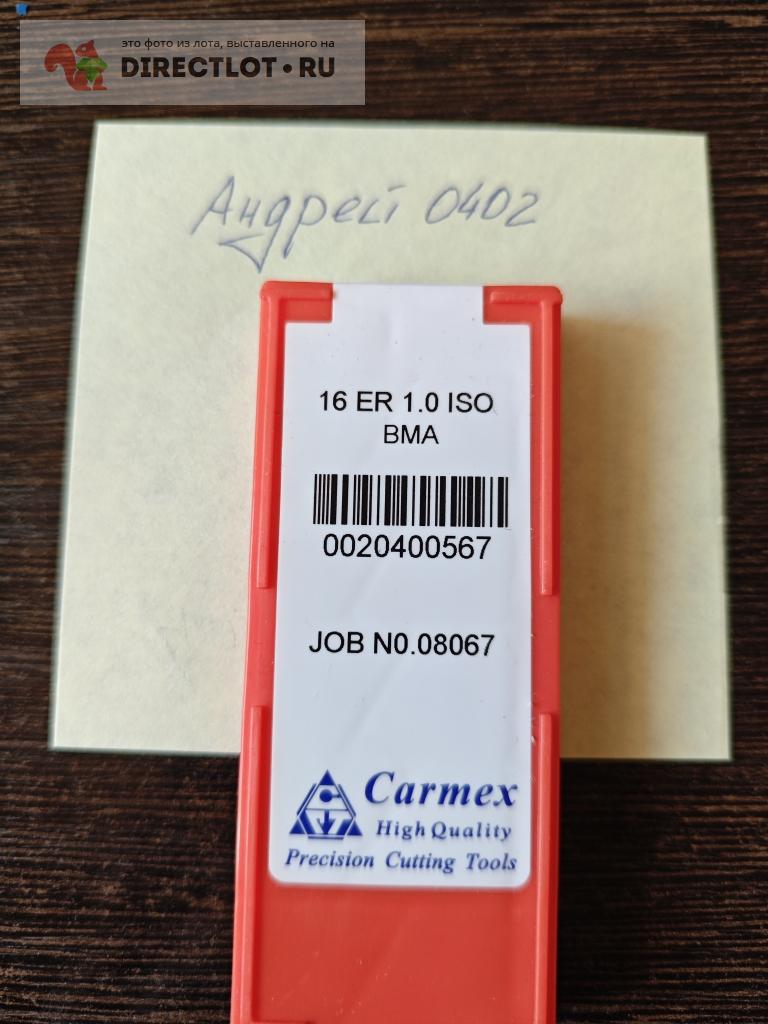 это фото из лота, выставленного на
DIRECTLOT•RU
Андрей 0402
16 ER 1.0 ISO
BMA
0020400567
JOB N0.08067
Carmex
High Quality
Precision Cutting Tools